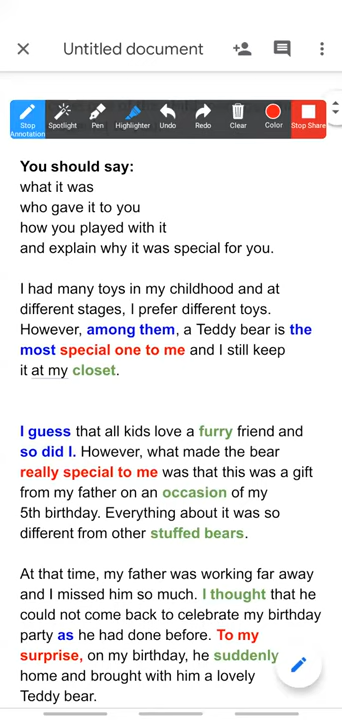 Untitled document
Stop
Annotation
Spotlight
Pen
Highlighter
Undo
Redo
Clear
Color
Stop Share
You should say:
what it was
who gave it to you
how you played with it
and explain why it was special for you.
I had many toys in my childhood and at
different stages, I prefer different toys.
However, among them, a Teddy bear is the
most special one to me and I still keep
it at my closet.
I guess that all kids love a furry friend and
so did I. However, what made the bear
really special to me was that this was a gift
from my father on an occasion of my
5th birthday. Everything about it was so
different from other stuffed bears.
At that time, my father was working far away
and I missed him so much. I thought that he
could not come back to celebrate my birthday
party as he had done before. To my
surprise, on my birthday, he suddenly
home and brought with him a lovely
Teddy bear.